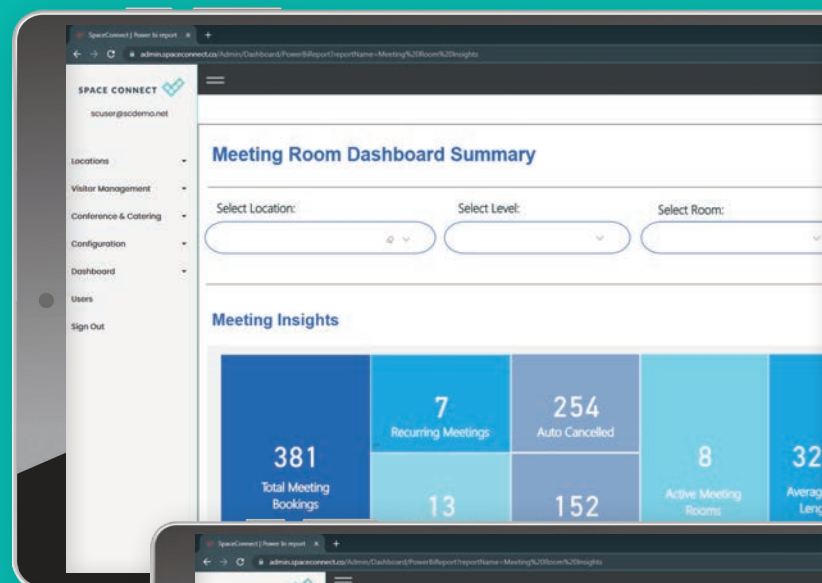 SpaceConnect | Power bi report × +
admin.spaceconnect.co/Admin/Dashboard/PowerBiReport?reportName=Meeting%20Room%20Insights
SPACE CONNECT
scuser@scdemo.net
Locations
Visitor Management
Conference & Catering
Configuration
Dashboard
Users
Sign Out
Meeting Room Dashboard Summary
Select Location: Select Level: Select Room:
Meeting Insights
381
Total Meeting
Bookings
7
Recurring Meetings
13
254
Auto Cancelled
152
8
Active Meeting
Rooms
32
Averag
Leng
SpaceConnect | Power bi report × +
admin.spaceconnect.co/Admin/Dashboard/PowerBiReport?reportName=Meeting%20Room%20Insights